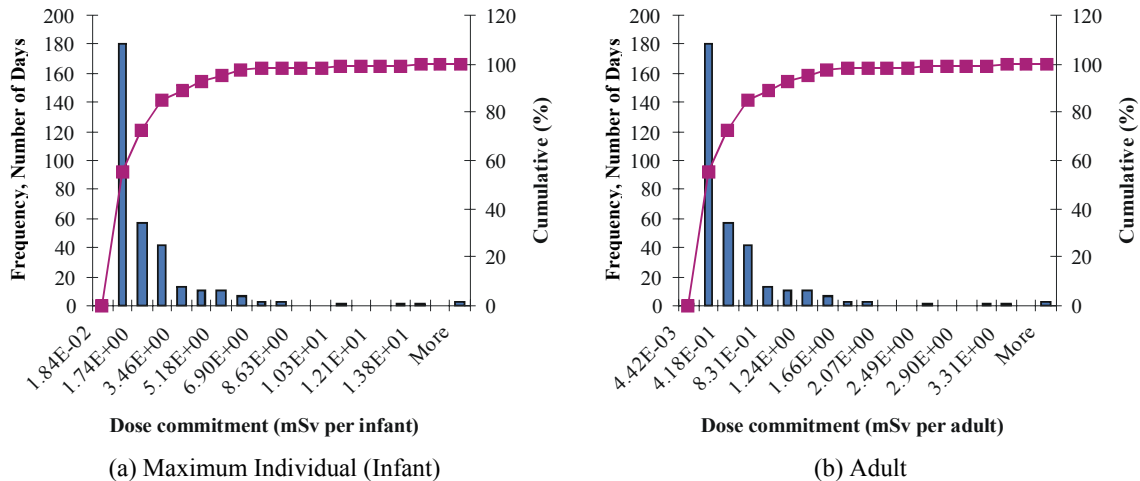 200
180
160
140
120
100
80
60
40
20
0
Frequency, Number of Days
120
100
80
60
40
20
0
Cumulative (%)
1.84E-02
1.74E+00
3.46E+00
5.18E+00
6.90E+00
8.63E+00
1.03E+01
1.21E+01
1.38E+01
More
Dose commitment (mSv per infant)
(a) Maximum Individual (Infant)
200
180
160
140
120
100
80
60
40
20
0
Frequency, Number of Days
120
100
80
60
40
20
0
Cumulative (%)
4.42E-03
4.18E-01
8.31E-01
1.24E+00
1.66E+00
2.07E+00
2.49E+00
2.90E+00
3.31E+00
More
Dose commitment (mSv per adult)
(b) Adult